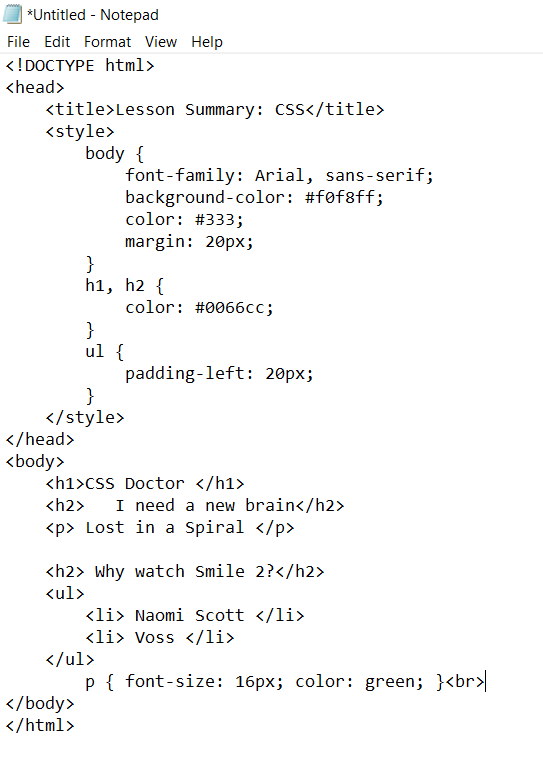 *Untitled - Notepad
File Edit Format View Help
<!DOCTYPE html>
<head>
    <title>Lesson Summary: CSS</title>
    <style>
        body {
            font-family: Arial, sans-serif;
            background-color: #f0f8ff;
            color: #333;
            margin: 20px;
        }
        h1, h2 {
            color: #0066cc;
        }
        ul {
            padding-left: 20px;
        }
    </style>
</head>
<body>
    <h1>CSS Doctor </h1>
    <h2>   I need a new brain</h2>
    <p> Lost in a Spiral </p>

    <h2> Why watch Smile 2?</h2>
    <ul>
        <li> Naomi Scott </li>
        <li> Voss </li>
    </ul>
        p { font-size: 16px; color: green; }<br>
</body>
</html>